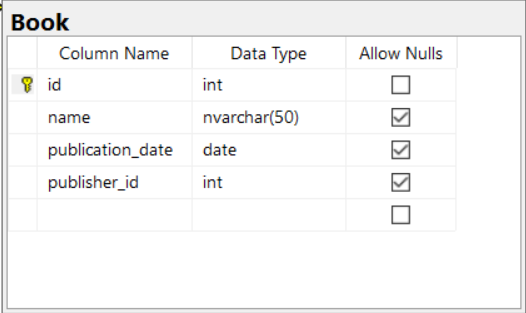 Book
Column Name Data Type Allow Nulls
id int
name nvarchar(50)
publication_date date
publisher_id int